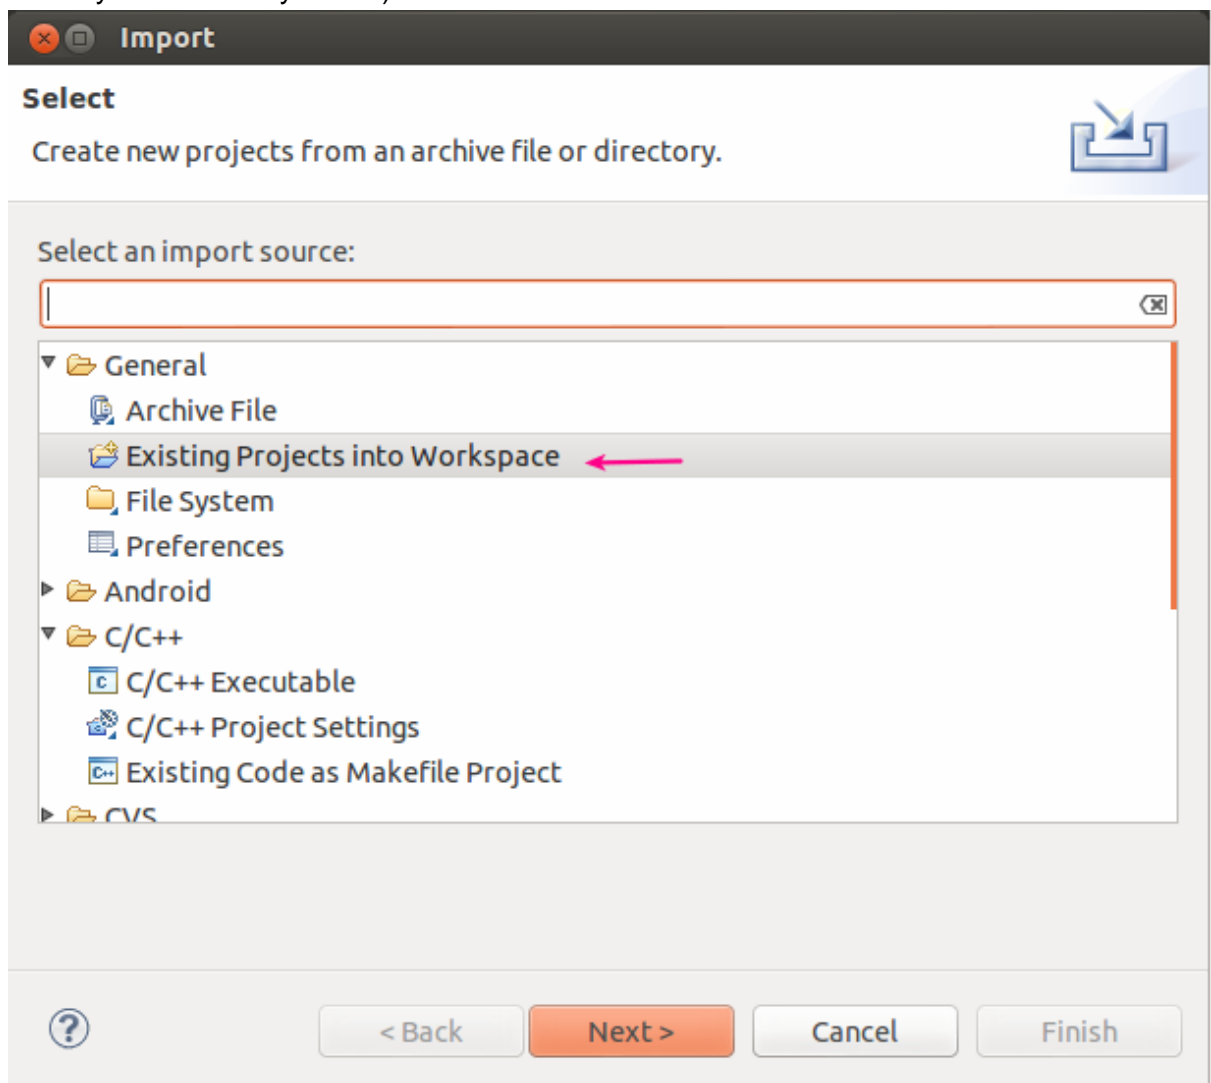 Import
Select
Create new projects from an archive file or directory.
Select an import source:
General
Archive File
Existing Projects into Workspace
File System
Preferences
Android
C/C++
C/C++ Executable
C/C++ Project Settings
Existing Code as Makefile Project
CVS
< Back Next > Cancel Finish